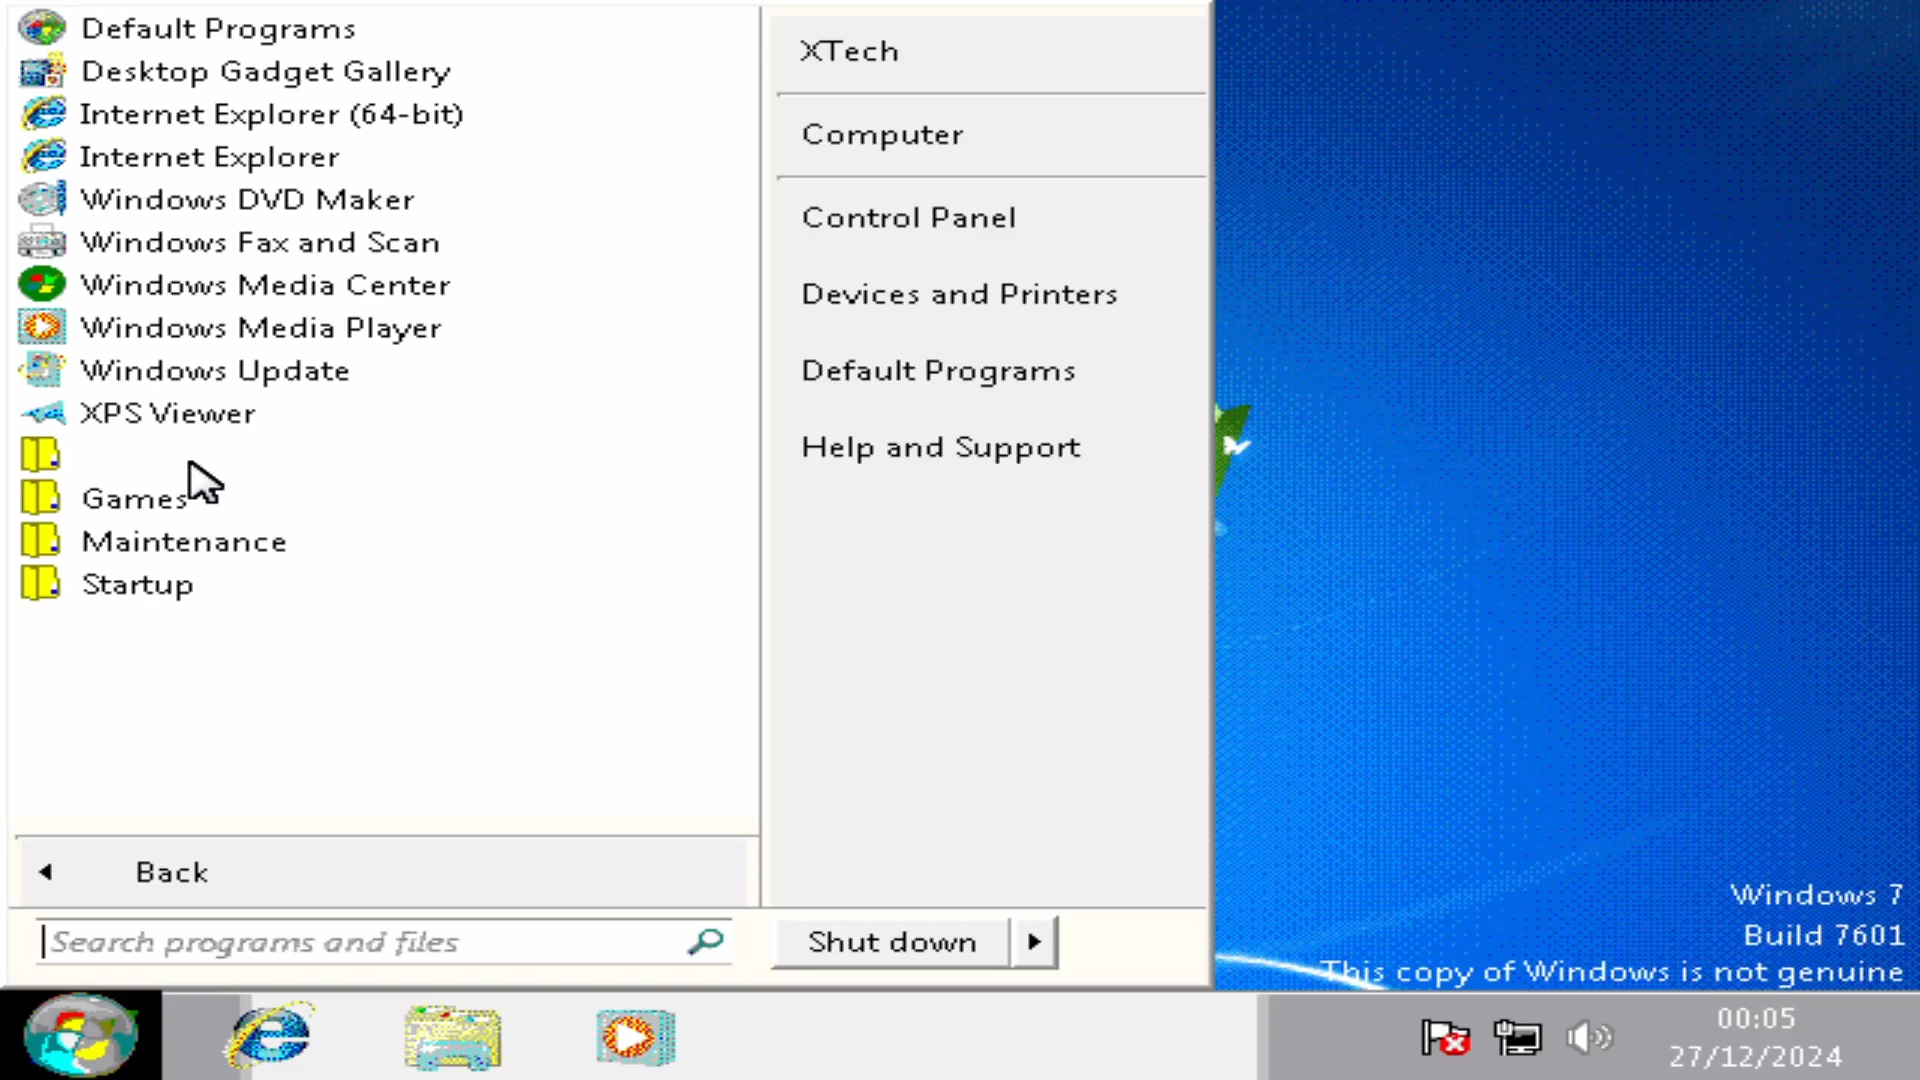 Default Programs
Desktop Gadget Gallery
Internet Explorer (64-bit)
Internet Explorer
Windows DVD Maker
Windows Fax and Scan
Windows Media Center
Windows Media Player
Windows Update
XPS Viewer
Games
Maintenance
Startup
Back
Search programs and files
XTech
Computer
Control Panel
Devices and Printers
Default Programs
Help and Support
Shut down
Windows 7
Build 7601
This copy of Windows is not genuine
00:05
27/12/2024